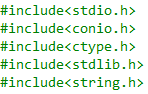 #include<stdio.h>
#include<conio.h>
#include<ctype.h>
#include<stdlib.h>
#include<string.h>